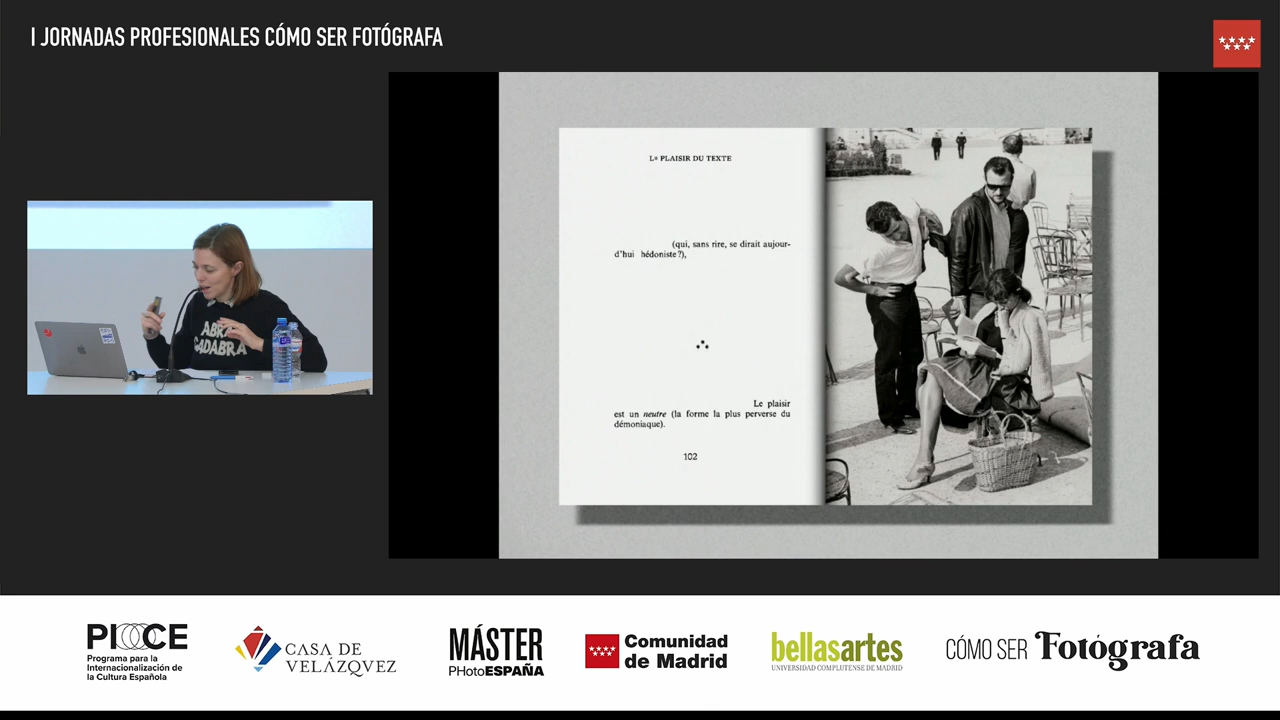 I JORNADAS PROFESIONALES CÓMO SER FOTÓGRAFA
ABRA
CADABRA
Le PLAISIR DU TEXTE
(qui, sans rire, se dirait aujour-
d'hui hédoniste?),
Le plaisir
est un neutre (la forme la plus perverse du
démoniaque).
102
PICE
Programa para la
Internacionalización de
la Cultura Española
CASA DE
VELÁZQVEZ
MÁSTER
PHotoESPAÑA
Comunidad
de Madrid
bellasartes
UNIVERSIDAD COMPLUTENSE DE MADRID
CÓMO SER Fotógrafa